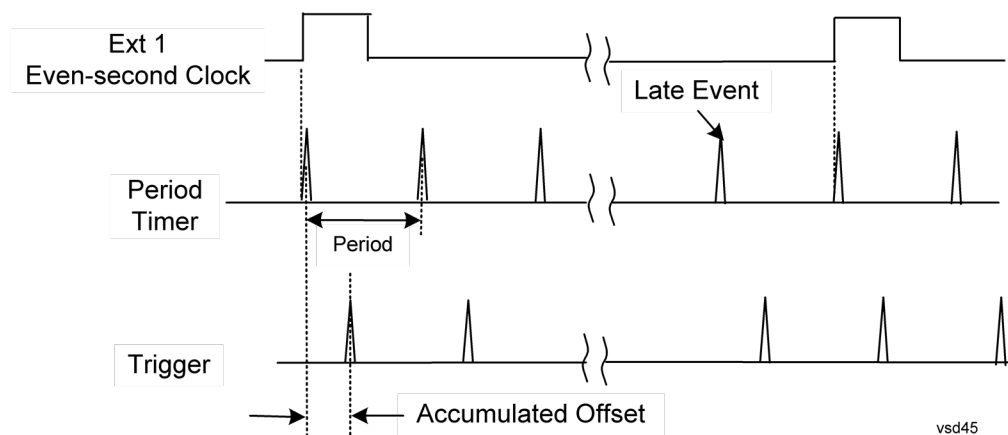 Ext 1
Even-second Clock
Late Event
Period
Timer
Period
Trigger
Accumulated Offset
vsd45